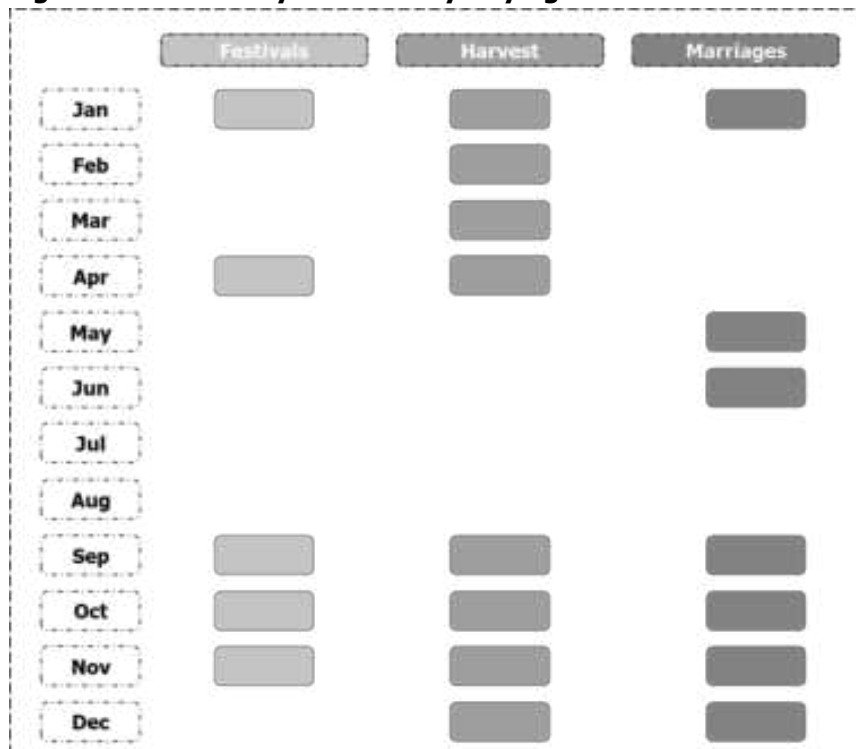 Festivals Harvest Marriages
Jan
Feb
Mar
Apr
May
Jun
Jul
Aug
Sep
Oct
Nov
Dec